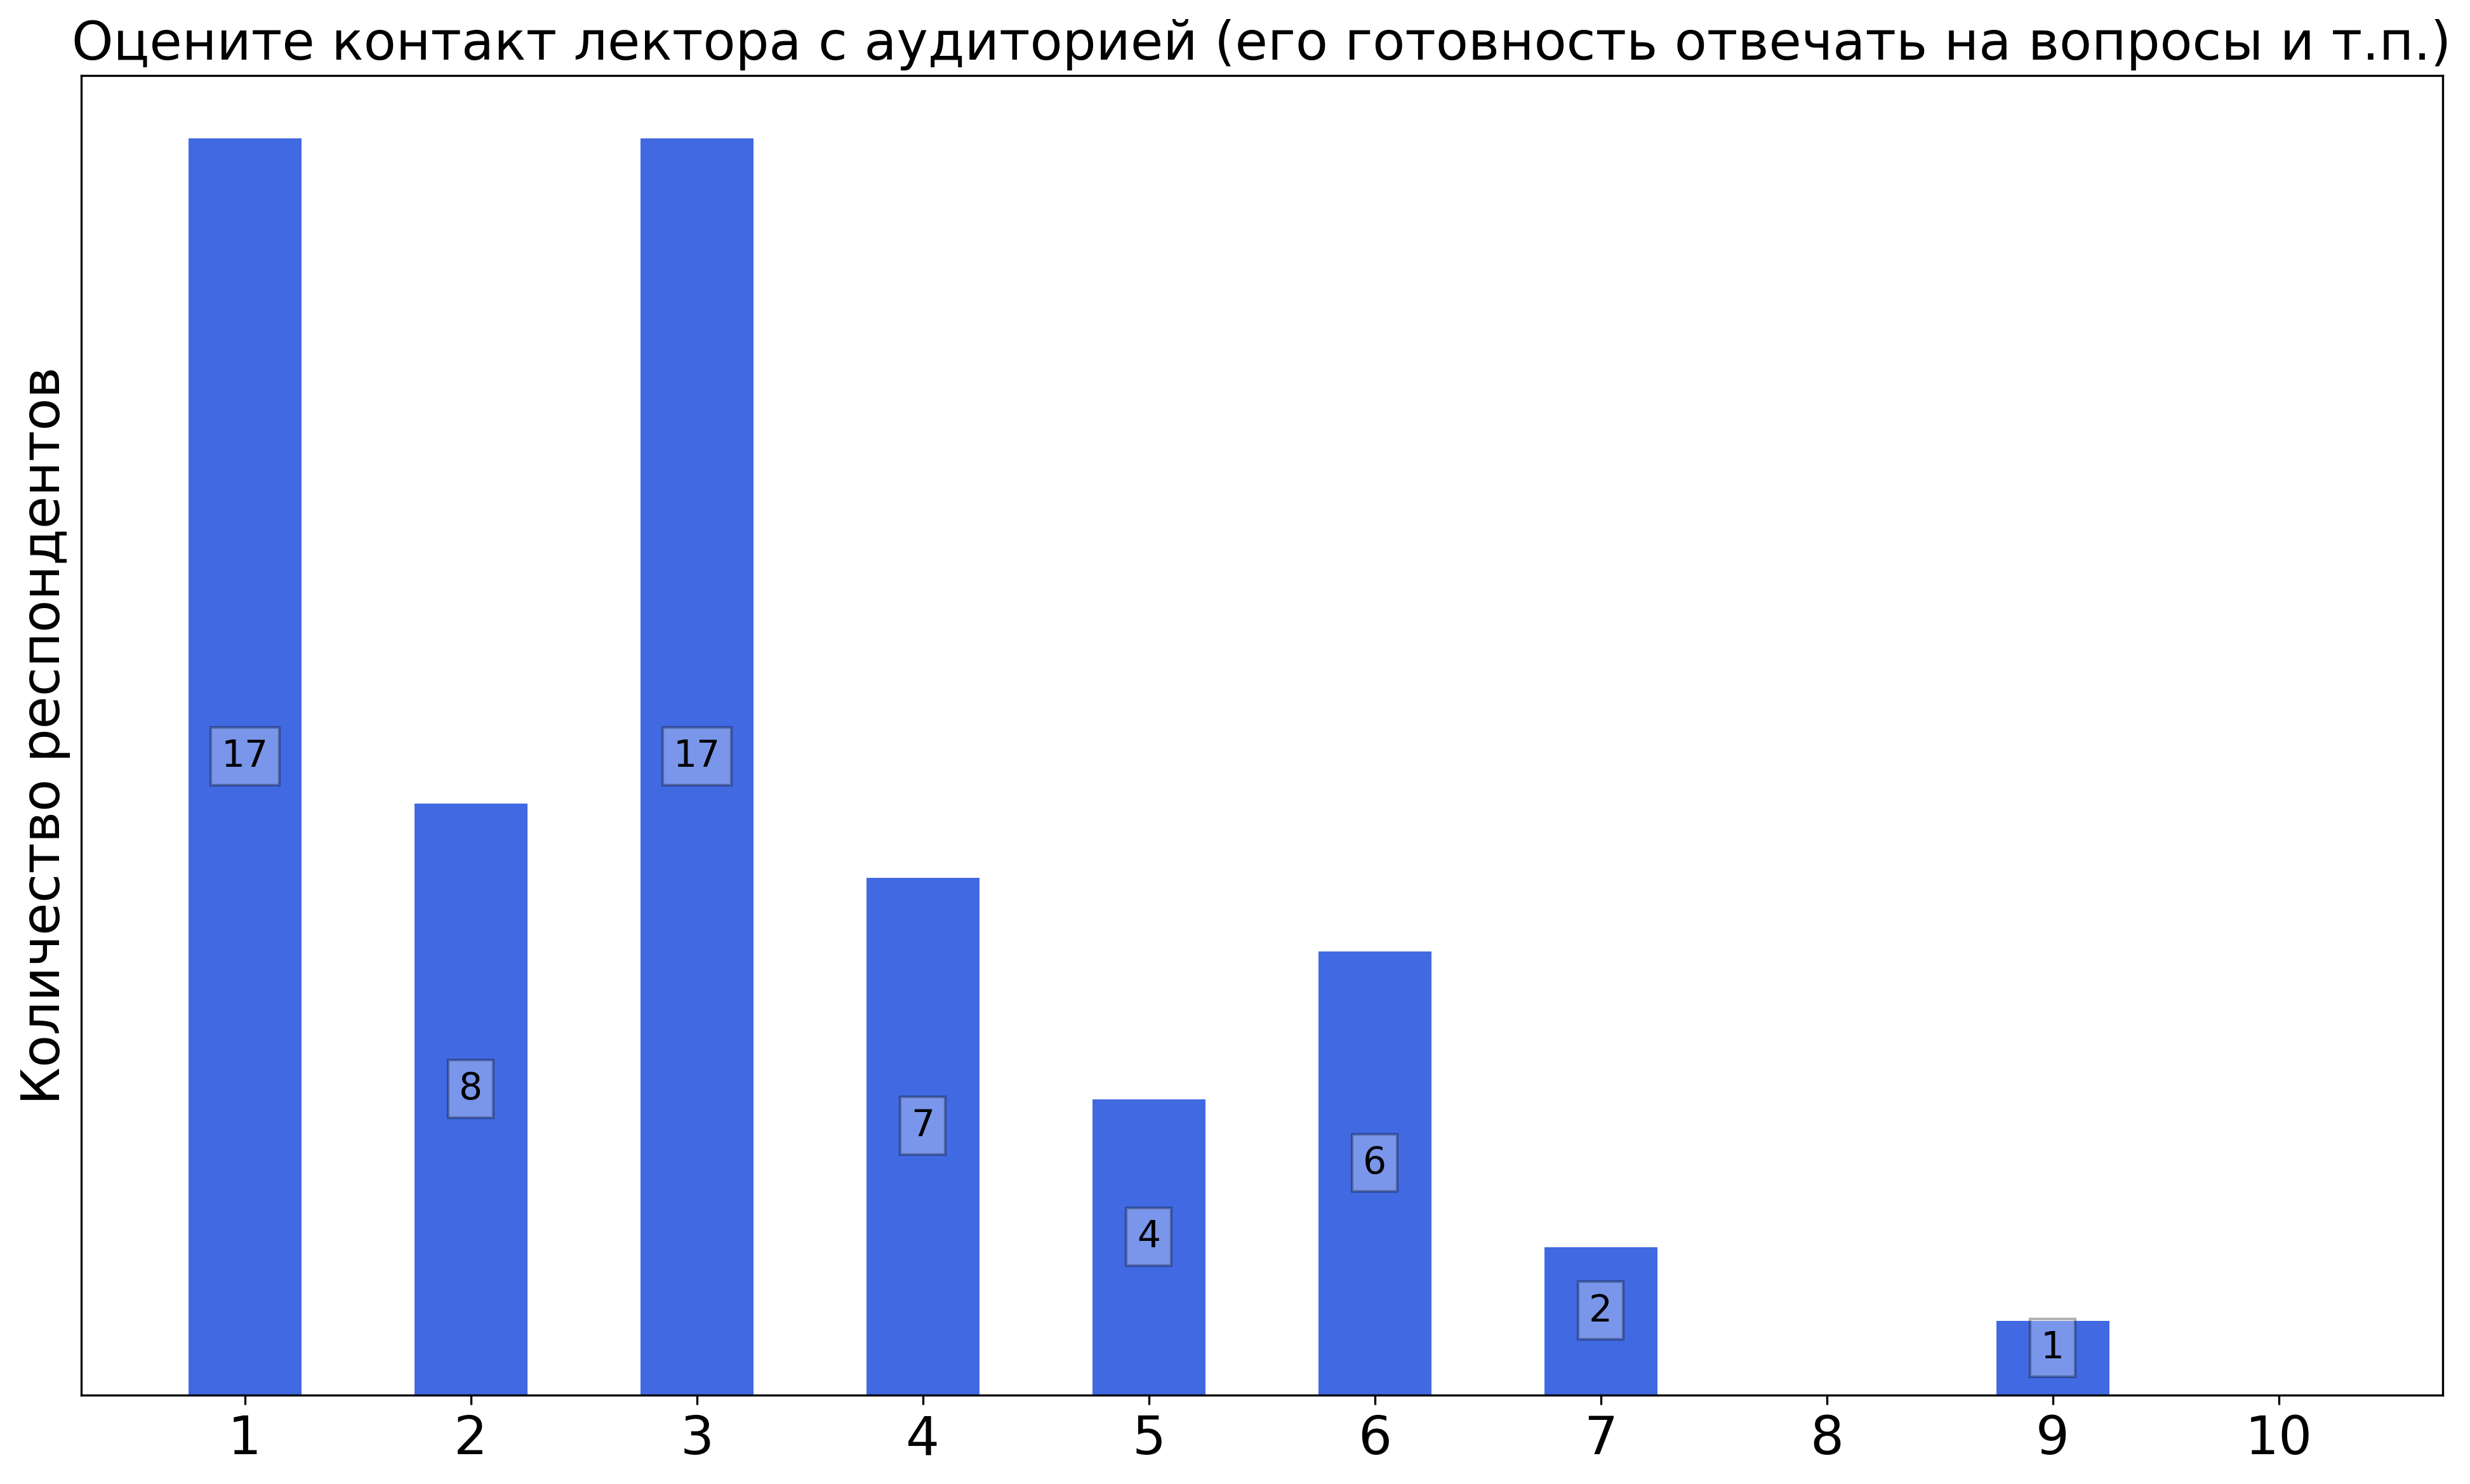 Оцените контакт лектора с аудиторией (его готовность отвечать на вопросы и т.п.)
Количество респондентов
17
8
17
7
4
6
2
1
1 2 3 4 5 6 7 8 9 10